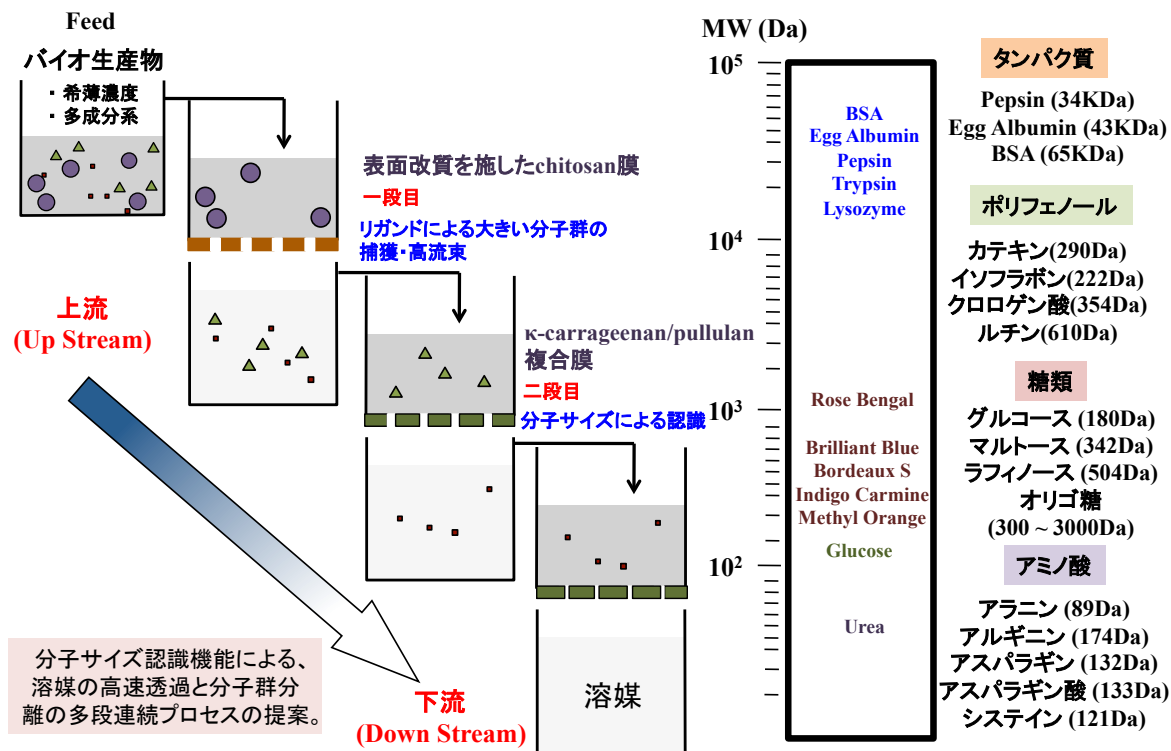 Feed
バイオ生産物
・ 希薄濃度
・ 多成分系
表面改質を施したchitosan膜
一段目
リガンドによる大きい分子群の
捕獲・高流束
上流
(Up Stream)
κ-carrageenan/pullulan
複合膜
二段目
分子サイズによる認識
分子サイズ認識機能による、
溶媒の高速透過と分子群分
離の多段連続プロセスの提案。
下流
(Down Stream)
溶媒
MW (Da)
10⁵
10⁴
10³
10²
BSA
Egg Albumin
Pepsin
Trypsin
Lysozyme
Rose Bengal
Brilliant Blue
Bordeaux S
Indigo Carmine
Methyl Orange
Glucose
Urea
タンパク質
Pepsin (34KDa)
Egg Albumin (43KDa)
BSA (65KDa)
ポリフェノール
カテキン(290Da)
イソフラボン(222Da)
クロロゲン酸(354Da)
ルチン(610Da)
糖類
グルコース (180Da)
マルトース (342Da)
ラフィノース (504Da)
オリゴ糖
(300 ~ 3000Da)
アミノ酸
アラニン (89Da)
アルギニン (174Da)
アスパラギン (132Da)
アスパラギン酸 (133Da)
システイン (121Da)